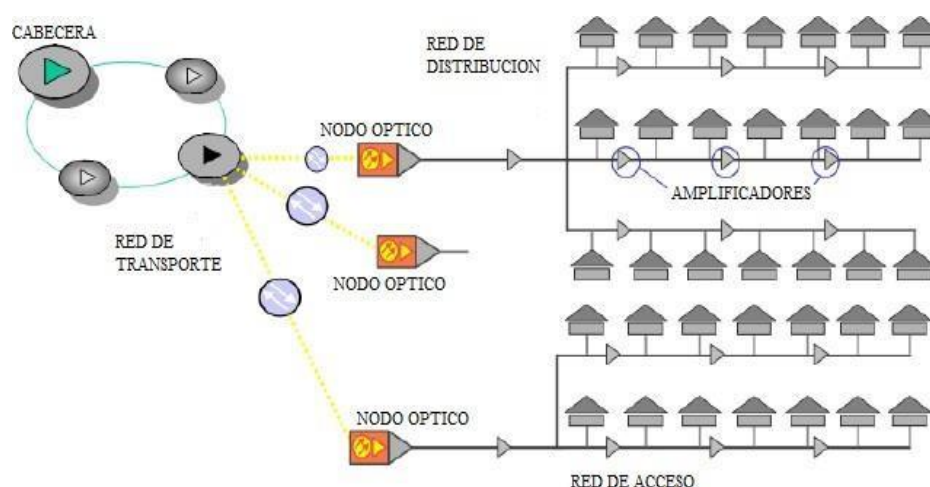 CABECERA
RED DE
DISTRIBUCION
NODO OPTICO
AMPLIFICADORES
RED DE
TRANSPORTE
NODO OPTICO
NODO OPTICO
RED DE ACCESO